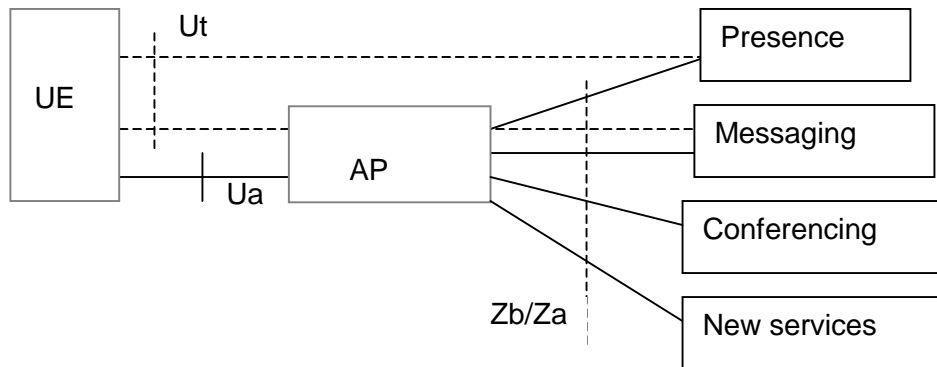 Ut
Presence
UE
Messaging
AP
Ua
Conferencing
Zb/Za
New services